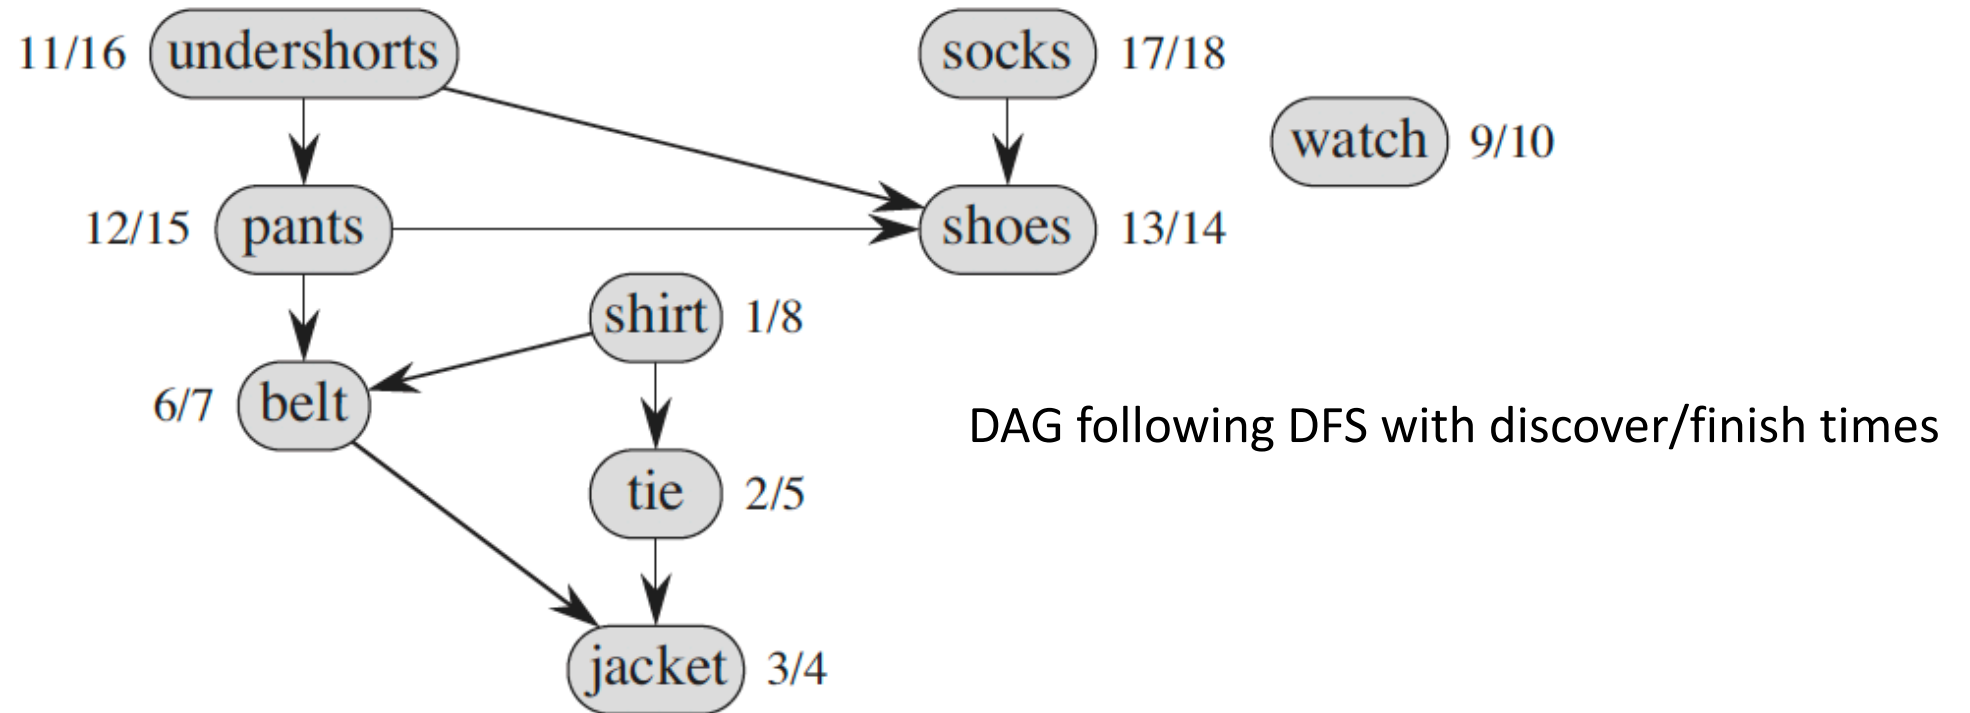 11/16 undershorts socks 17/18
watch 9/10
12/15 pants shoes 13/14
shirt 1/8
6/7 belt
DAG following DFS with discover/finish times
tie 2/5
jacket 3/4